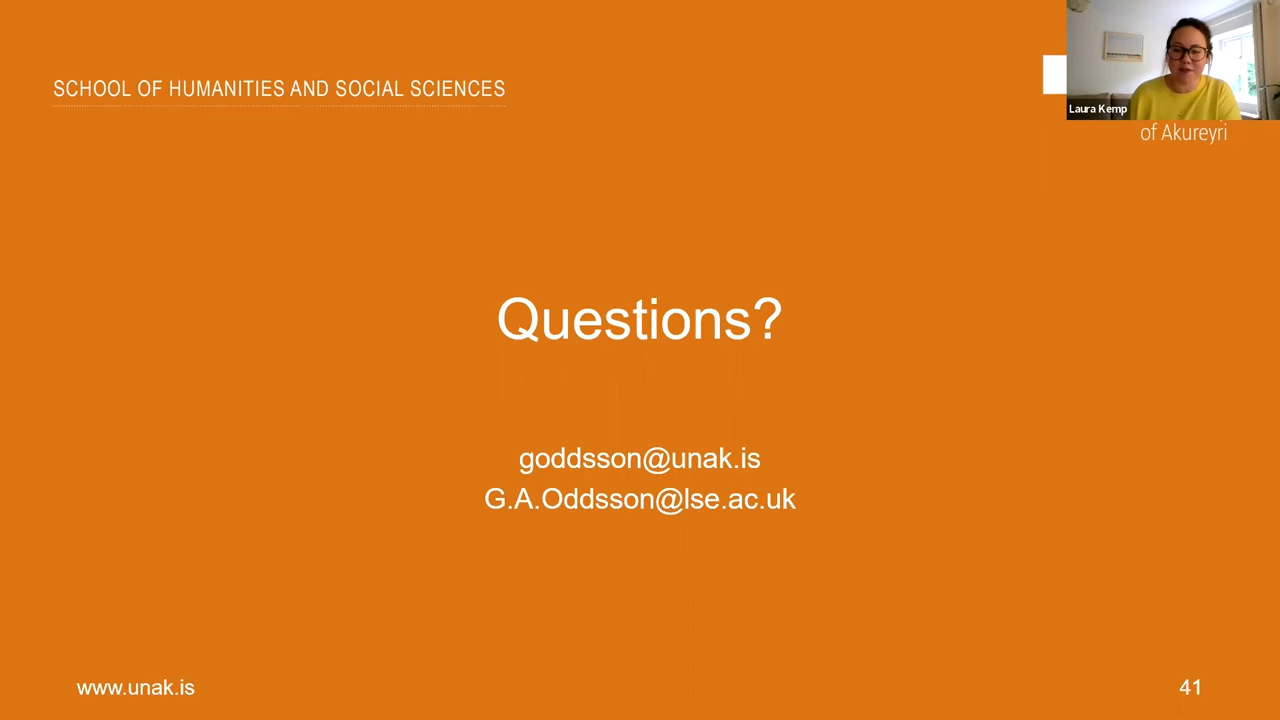 SCHOOL OF HUMANITIES AND SOCIAL SCIENCES
Laura Kemp
of Akureyri
Questions?
goddsson@unak.is
G.A.Oddsson@lse.ac.uk
www.unak.is
41